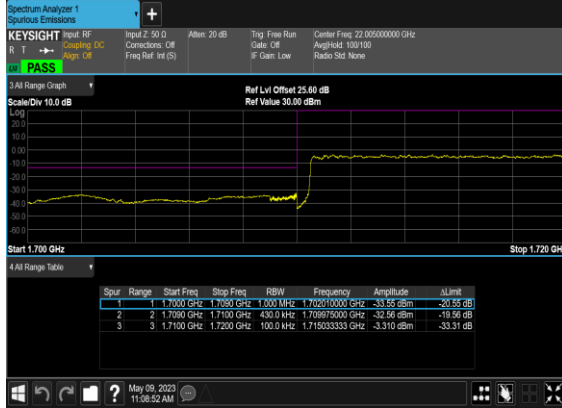 Spectrum Analyzer 1
Spurious Emissions
+
KEYSIGHT Input: RF Input Z: 50 Ω Atten: 20 dB Trig: Free Run Center Freq: 22.005000000 GHz
R T Coupling: DC Corrections: Off Gate: Off Avg|Hold: 100/100
Align: Off Freq Ref: Int (S) IF Gain: Low Radio Std: None
PASS
3 All Range Graph
Ref Lvl Offset 25.60 dB
Scale/Div 10.0 dB Ref Value 30.00 dBm
Log
20.0
10.0
0.00
-10.0
-20.0
-30.0
-40.0
-50.0
-60.0
Start 1.700 GHz Stop 1.720 GH
4 All Range Table
Spur Range Start Freq Stop Freq RBW Frequency Amplitude ΔLimit
1 1 1.7000 GHz 1.7090 GHz 1.000 MHz 1.702010000 GHz -33.55 dBm -20.55 dB
2 2 1.7090 GHz 1.7100 GHz 430.0 kHz 1.709975000 GHz -32.56 dBm -19.56 dB
3 3 1.7100 GHz 1.7200 GHz 100.0 kHz 1.715033333 GHz -3.310 dBm -33.31 dB
?
May 09, 2023
11:08:52 AM